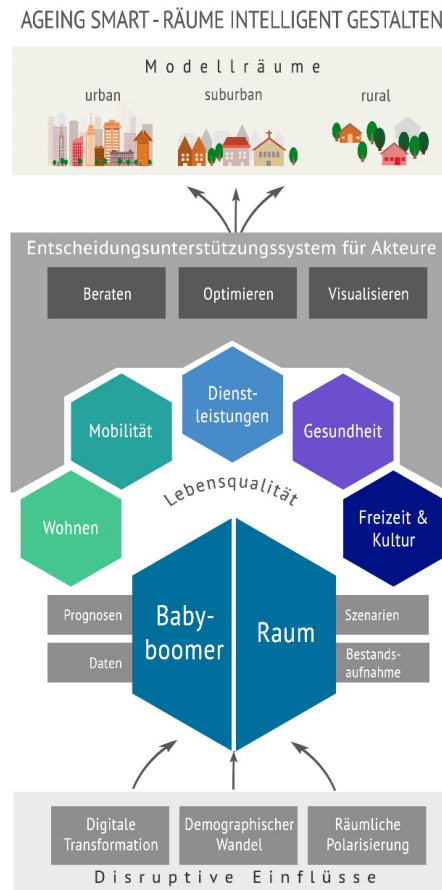 AGEING SMART - RÄUME INTELLIGENT GESTALTEN
Modellräume
urban
suburban
rural
Entscheidungsunterstützungssystem für Akteure
Beraten
Optimieren
Visualisieren
Dienst-
leistungen
Mobilität
Gesundheit
Lebensqualität
Wohnen
Freizeit &
Kultur
Prognosen
Daten
Baby-
boomer
Raum
Szenarien
Bestands-
aufnahme
Digitale
Transformation
Demographischer
Wandel
Räumliche
Polarisierung
Disruptive Einflüsse